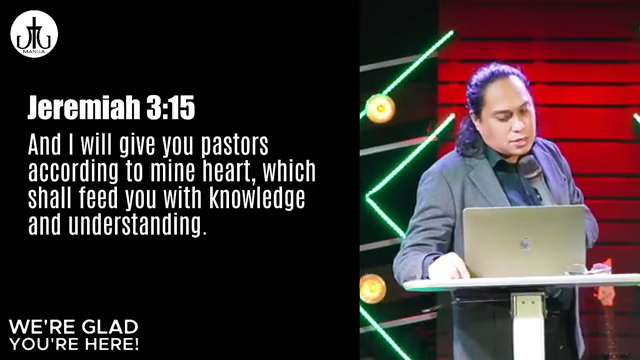 MANILA
Jeremiah 3:15
And I will give you pastors
according to mine heart, which
shall feed you with knowledge
and understanding.
WE'RE GLAD
YOU'RE HERE!